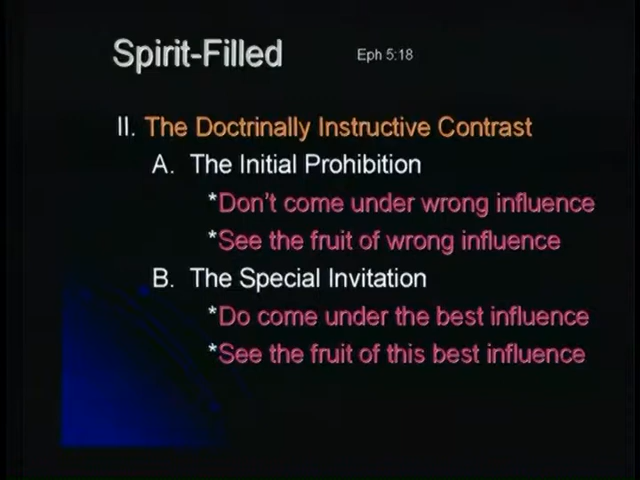 Spirit-Filled Eph 5:18
II. The Doctrinally Instructive Contrast
A. The Initial Prohibition
*Don't come under wrong influence
*See the fruit of wrong influence
B. The Special Invitation
*Do come under the best influence
*See the fruit of this best influence